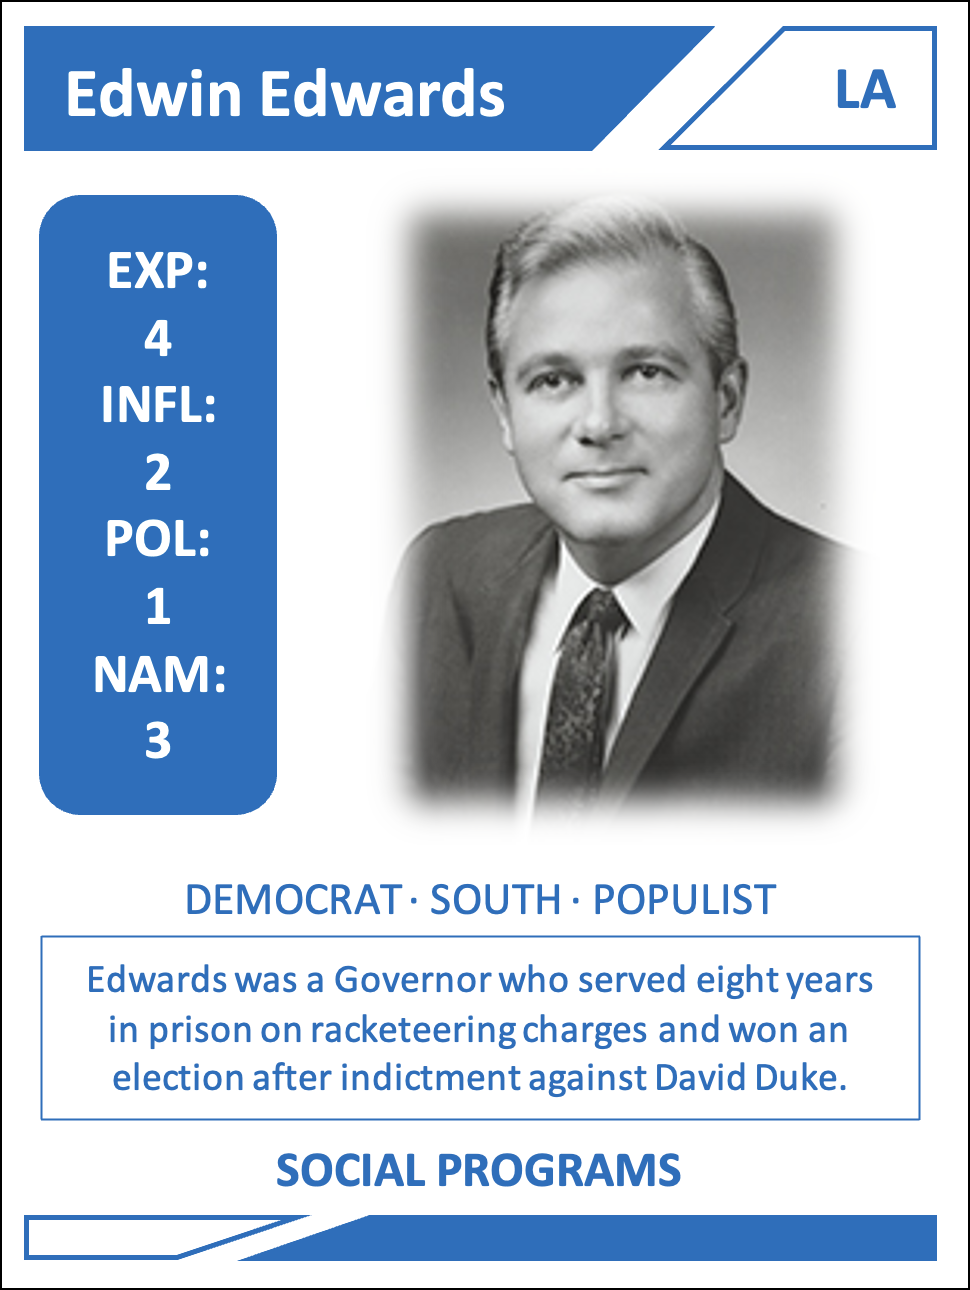 Edwin Edwards
LA
EXP:
4
INFL:
2
POL:
1
NAM:
3
DEMOCRAT · SOUTH · POPULIST
Edwards was a Governor who served eight years
in prison on racketeering charges and won an
election after indictment against David Duke.
SOCIAL PROGRAMS